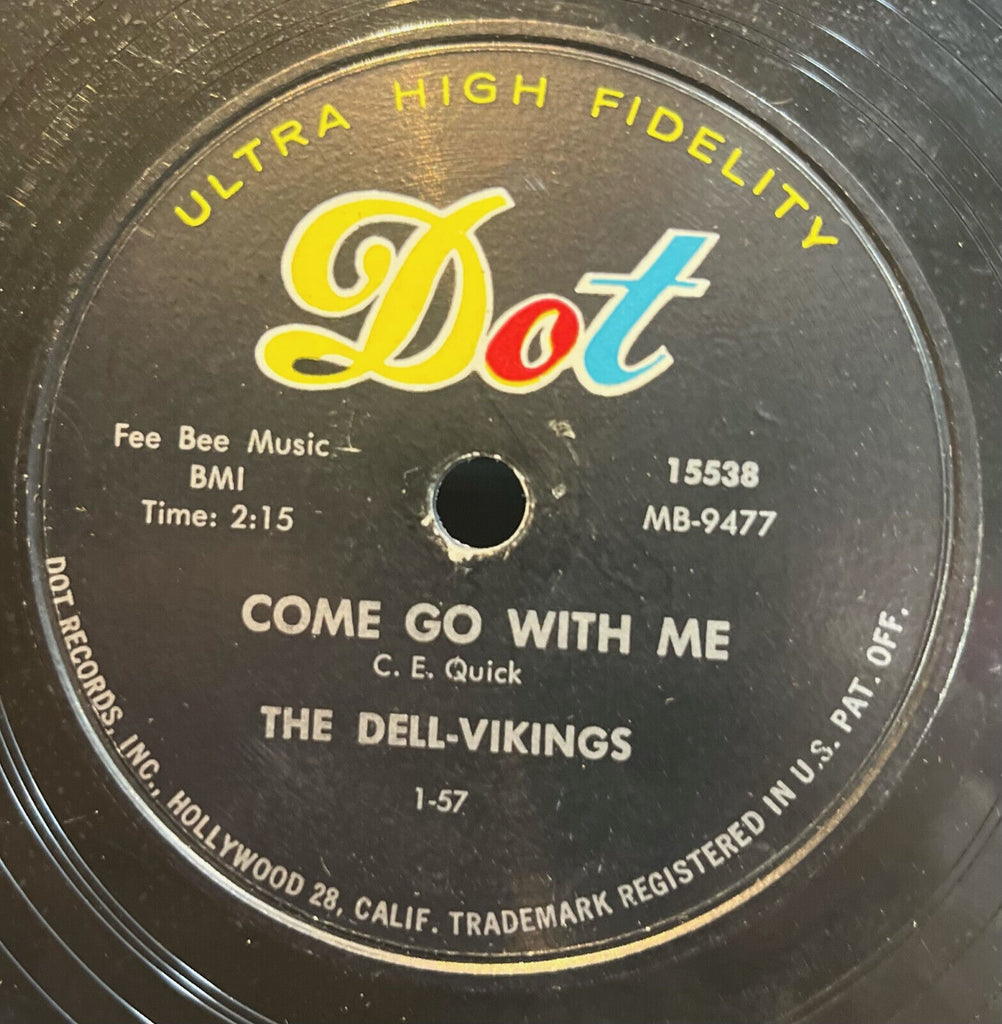 ULTRA HIGH FIDELITY
Dot
Fee Bee Music
BMI
Time: 2:15
15538
MB-9477
COME GO WITH ME
C. E. Quick
THE DELL-VIKINGS
1-57
DOT RECORDS, INC., HOLLYWOOD 28, CALIF. TRADEMARK REGISTERED IN U.S. PAT. OFF.